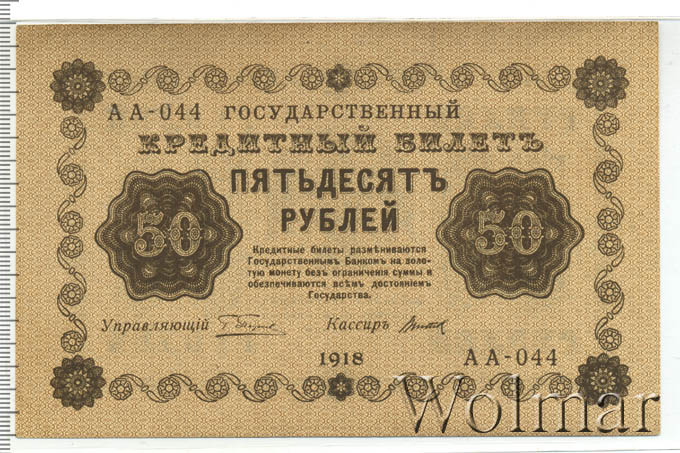 АА-044 ГОСУДАРСТВЕННЫЙ
КРЕДИТНЫЙ БИЛЕТЪ
ПЯТЬДЕСЯТЪ
РУБЛЕЙ
50
50
Кредитные билеты размѣниваются
Государственнымъ Банкомъ на золо-
тую монету безъ ограниченія суммы и
обезпечиваются всѣмъ достояніемъ
Государства.
Управляющій
Кассиръ
1918
АА-044
Wolmar